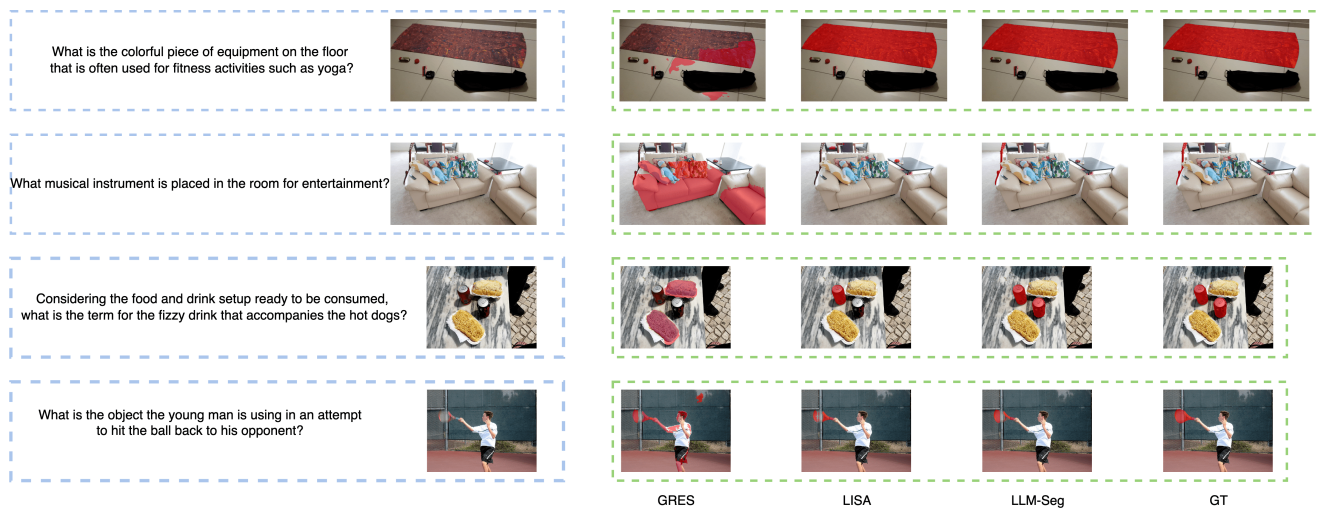 What is the colorful piece of equipment on the floor
that is often used for fitness activities such as yoga?
What musical instrument is placed in the room for entertainment?
Considering the food and drink setup ready to be consumed,
what is the term for the fizzy drink that accompanies the hot dogs?
What is the object the young man is using in an attempt
to hit the ball back to his opponent?
GRES
LISA
LLM-Seg
GT